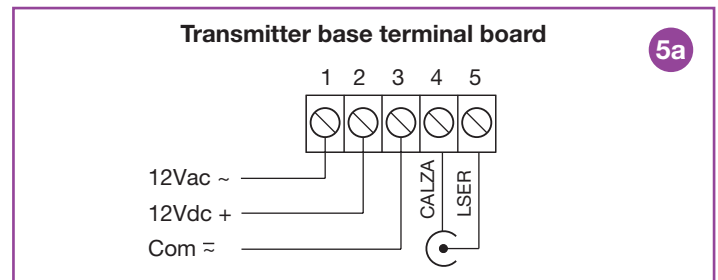 Transmitter base terminal board
5a
1 2 3 4 5
CALZA
LSER
12Vac ~
12Vdc +
Com ⎓